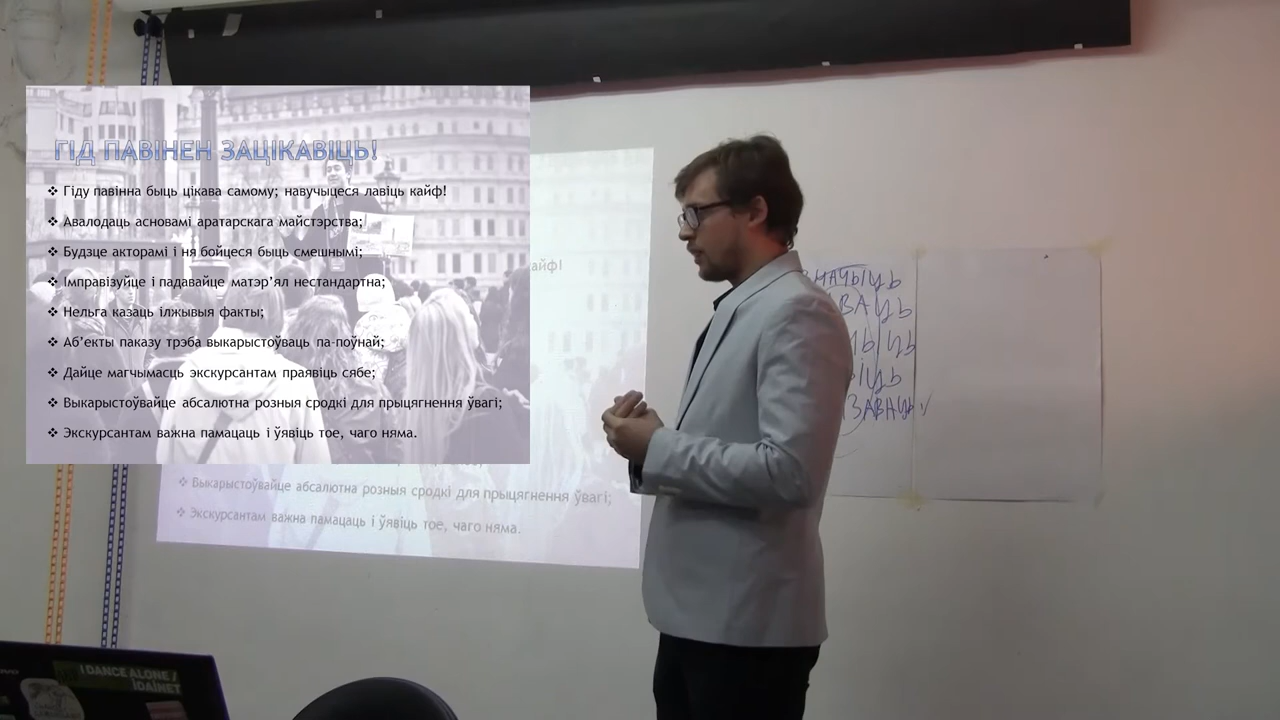 ГІД ПАВІНЕН ЗАЦІКАВІЦЬ!
❖ Гіду павінна быць цікава самому; навучыцеся лавіць кайф!
❖ Авалодаць асновамі аратарскага майстэрства;
❖ Будзце акторамі і ня бойцеся быць смешнымі;
❖ Імправізуйце і падавайце матэр’ял нестандартна;
❖ Нельга казаць ілжывыя факты;
❖ Аб’екты паказу трэба выкарыстоўваць па-поўнай;
❖ Дайце магчымасць экскурсантам праявіць сябе;
❖ Выкарыстоўвайце абсалютна розныя сродкі для прыцягнення ўвагі;
❖ Экскурсантам важна памацаць і ўявіць тое, чаго няма.
кайф!
❖ Выкарыстоўвайце абсалютна розныя сродкі для прыцягнення ўвагі;
❖ Экскурсантам важна памацаць і ўявіць тое, чаго няма.
I DANCE ALONE /
IDAINET